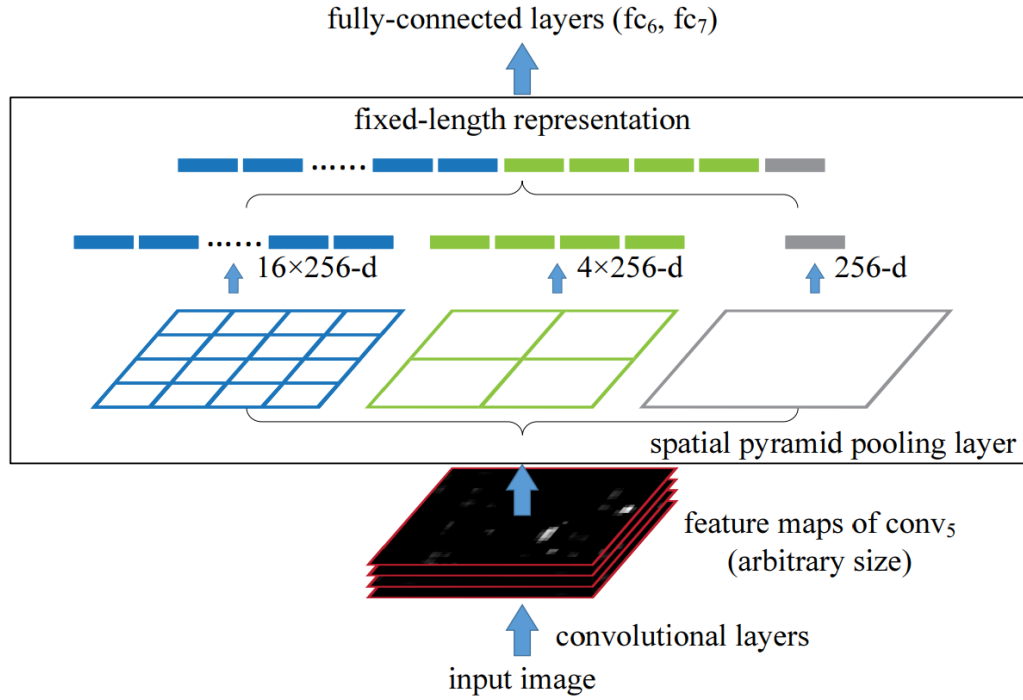 fully-connected layers (fc₆, fc₇)
fixed-length representation
......
......
16×256-d
4×256-d
256-d
spatial pyramid pooling layer
feature maps of conv₅
(arbitrary size)
convolutional layers
input image